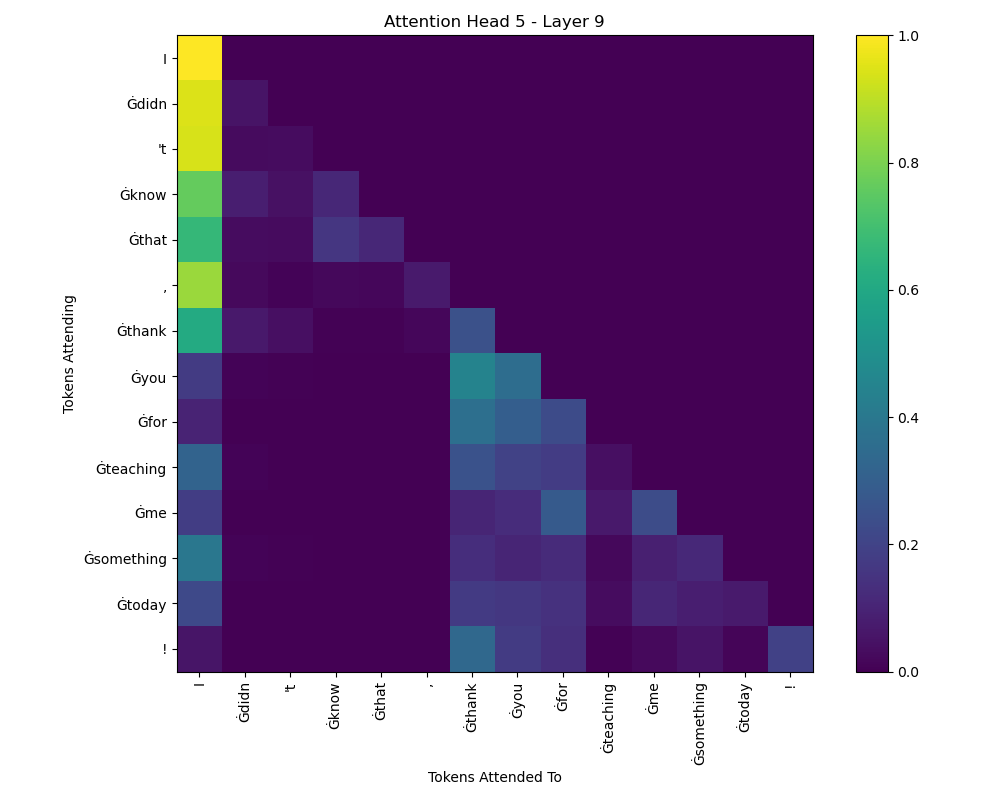 Attention Head 5 - Layer 9
Tokens Attending
I
Ġdidn
't
Ġknow
Ġthat
,
Ġthank
Ġyou
Ġfor
Ġteaching
Ġme
Ġsomething
Ġtoday
!
I
Ġdidn
't
Ġknow
Ġthat
,
Ġthank
Ġyou
Ġfor
Ġteaching
Ġme
Ġsomething
Ġtoday
!
Tokens Attended To
1.0
0.8
0.6
0.4
0.2
0.0